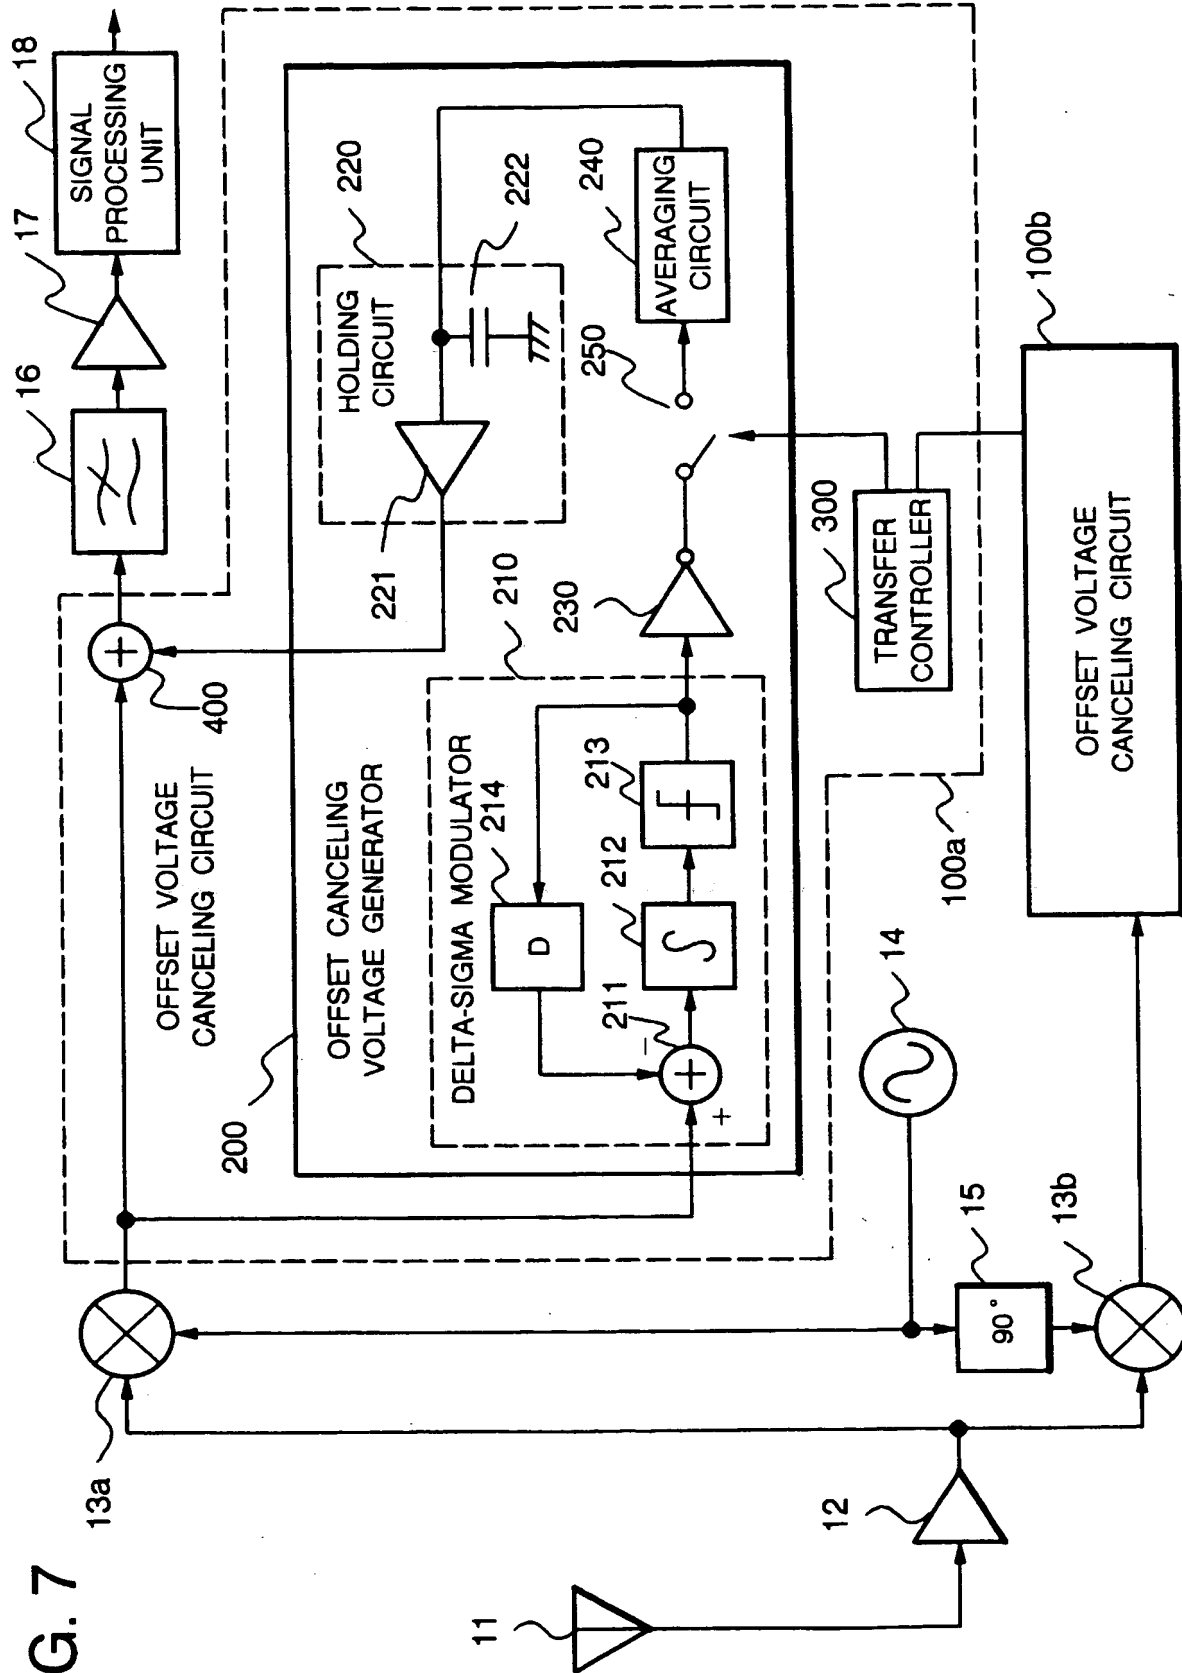 G. 7
11
12
13a
13b
14
15
90°
100a
100b
OFFSET VOLTAGE
CANCELING CIRCUIT
OFFSET VOLTAGE
CANCELING CIRCUIT
200
OFFSET CANCELING
VOLTAGE GENERATOR
DELTA-SIGMA MODULATOR
210
211
+
−
212
213
214
D
230
250
240
AVERAGING
CIRCUIT
220
HOLDING
CIRCUIT
221
222
300
TRANSFER
CONTROLLER
400
16
17
18
SIGNAL
PROCESSING
UNIT